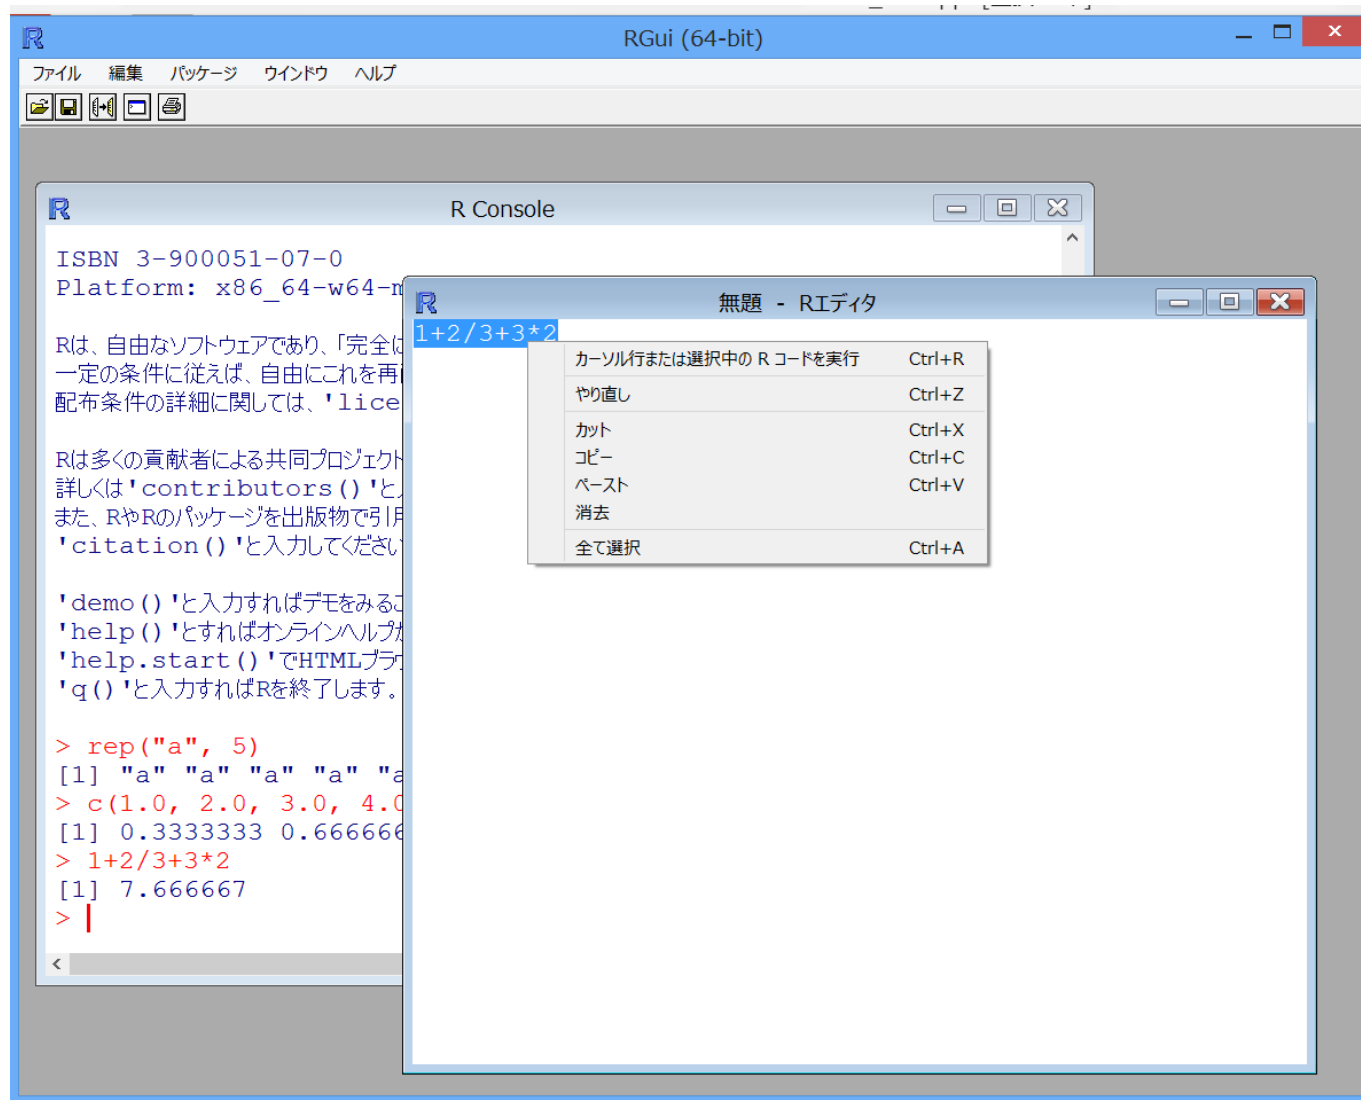 RGui (64-bit)
ファイル 編集 パッケージ ウインドウ ヘルプ
R Console
ISBN 3-900051-07-0
Platform: x86_64-w64-m
Rは、自由なソフトウェアであり、「完全に
一定の条件に従えば、自由にこれを再
配布条件の詳細に関しては、'lice
Rは多くの貢献者による共同プロジェクト
詳しくは'contributors()'と
また、RやRのパッケージを出版物で引用
'citation()'と入力してください
'demo()'と入力すればデモをみるこ
'help()'とすればオンラインヘルプが
'help.start()'でHTMLブラウ
'q()'と入力すればRを終了します。
> rep("a", 5)
[1] "a" "a" "a" "a" "a
> c(1.0, 2.0, 3.0, 4.0
[1] 0.3333333 0.666666
> 1+2/3+3*2
[1] 7.666667
>
無題 - Rエディタ
1+2/3+3*2
カーソル行または選択中の R コードを実行 Ctrl+R
やり直し Ctrl+Z
カット Ctrl+X
コピー Ctrl+C
ペースト Ctrl+V
消去
全て選択 Ctrl+A